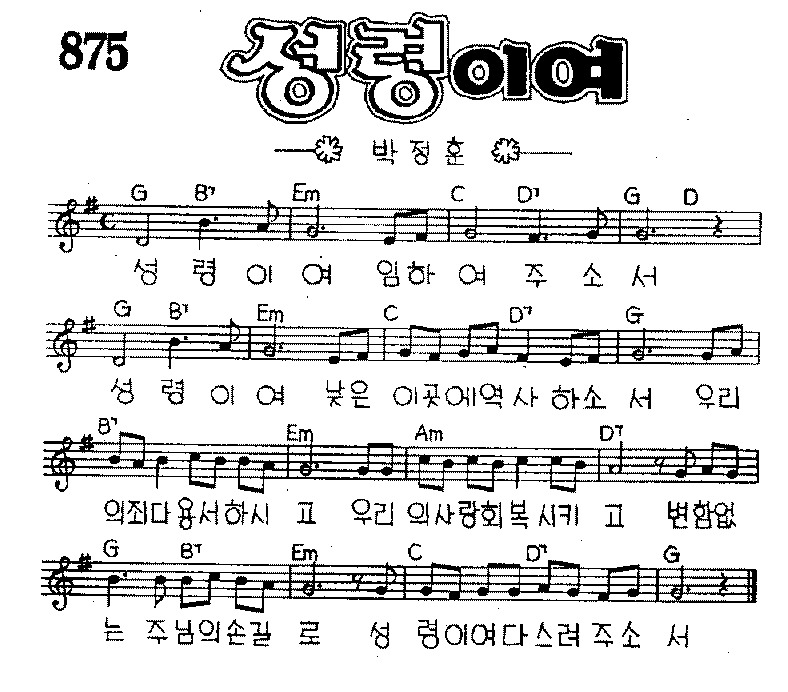 875
성령이여
박정훈
G B7 Em C D7 G D
성 령 이 여 임하 여 주 소 서
G B7 Em C D7 G
성 령 이 여 낮은 이곳에역사 하소 서 우리
B7 Em Am D7
의죄다용서하시 고 우리 의사랑회복시키 고 변함없
G B7 Em C D7 G
는 주님의손길 로 성 령이여다스려 주소 서